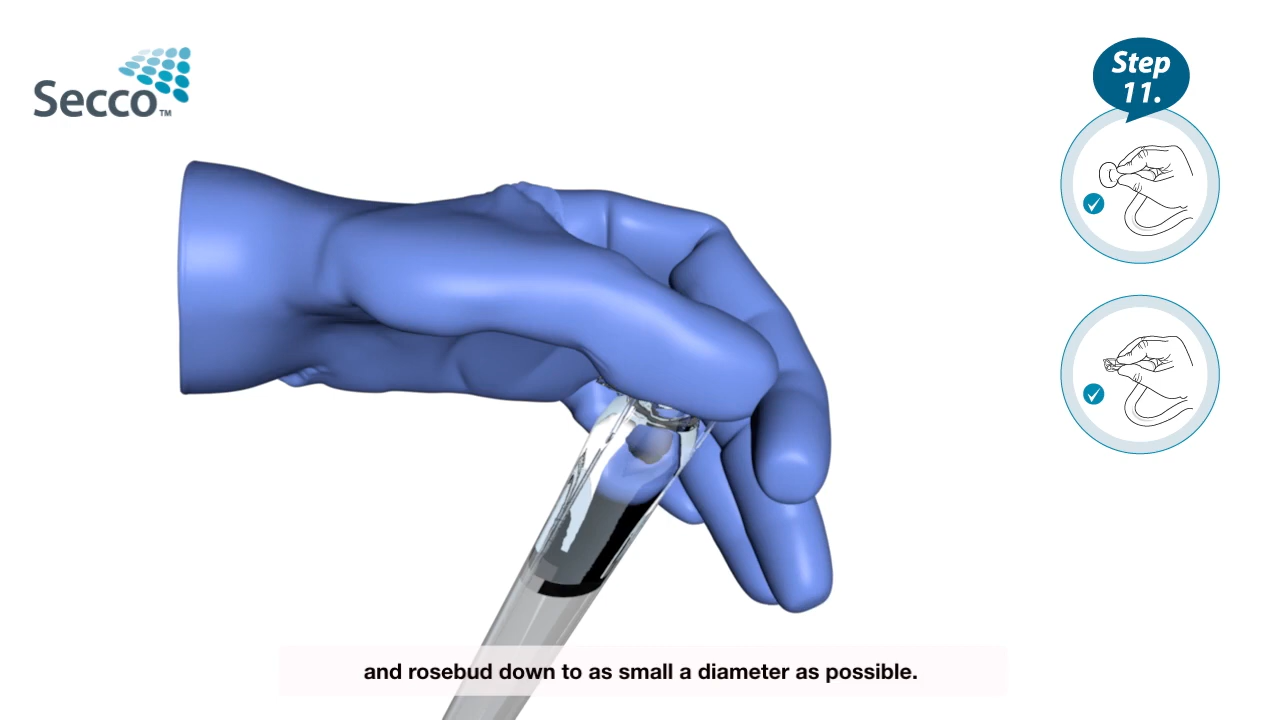 Secco™
Step
11.
and rosebud down to as small a diameter as possible.